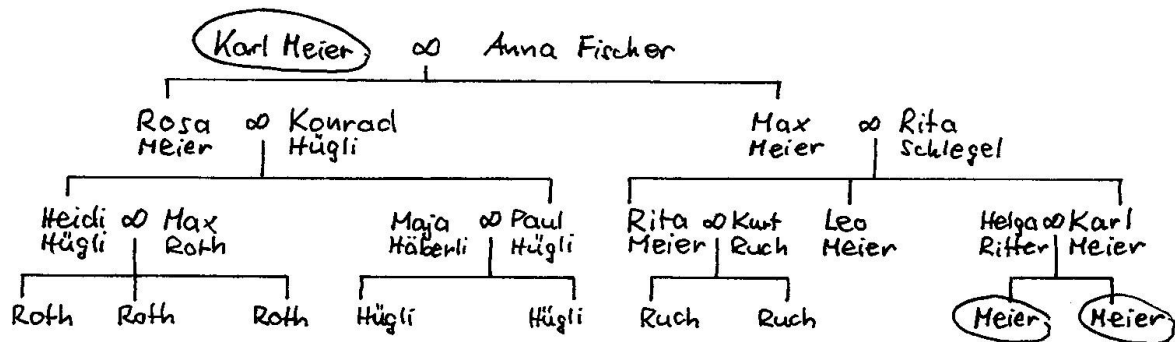 Karl Meier ∞ Anna Fischer
Rosa ∞ Konrad Max ∞ Rita
Meier Hügli Meier Schlegel
Heidi ∞ Max Maja ∞ Paul Rita ∞ Kurt Leo Helga ∞ Karl
Hügli Roth Häberli Hügli Meier Ruch Meier Ritter Meier
Roth Roth Roth Hügli Hügli Ruch Ruch Meier Meier